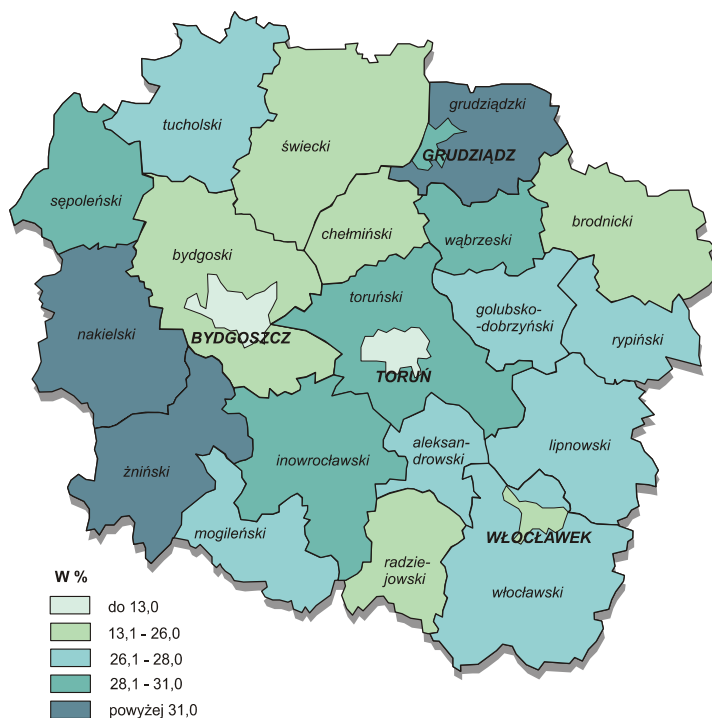 grudziądzki
tucholski
świecki
GRUDZIĄDZ
sępoleński
brodnicki
chełmiński
wąbrzeski
bydgoski
toruński
golubsko-
-dobrzyński
nakielski
BYDGOSZCZ
rypiński
TORUŃ
aleksan-
drowski
lipnowski
inowrocławski
żniński
mogileński
WŁOCŁAWEK
radzie-
jowski
włocławski
W %
do 13,0
13,1 - 26,0
26,1 - 28,0
28,1 - 31,0
powyżej 31,0